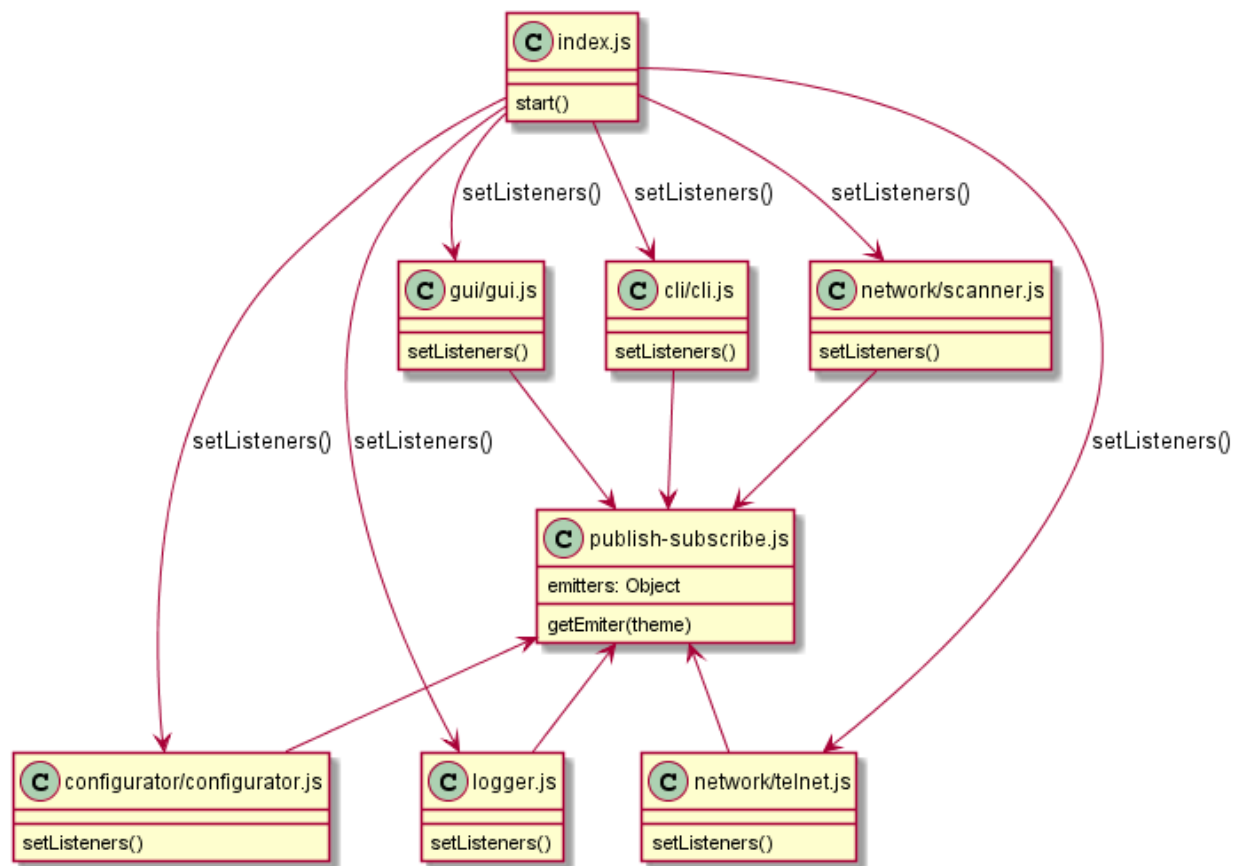 C index.js
start()
setListeners()
setListeners()
setListeners()
C gui/gui.js
C cli/cli.js
C network/scanner.js
setListeners()
setListeners()
setListeners()
setListeners()
setListeners()
setListeners()
C publish-subscribe.js
emitters: Object
getEmiter(theme)
C configurator/configurator.js
C logger.js
C network/telnet.js
setListeners()
setListeners()
setListeners()